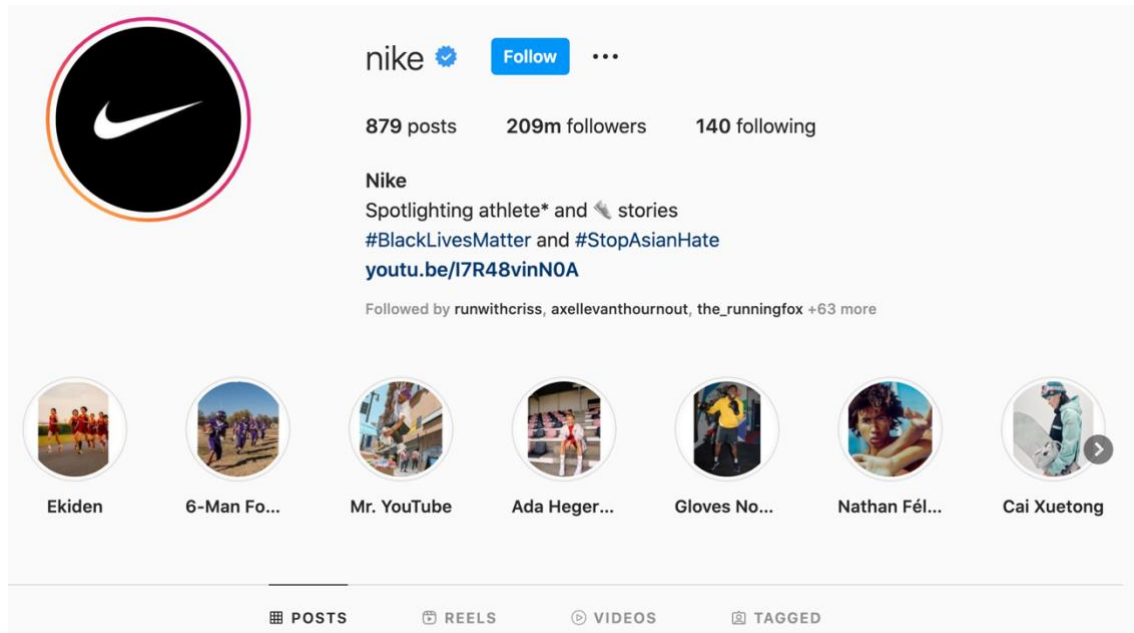 nike Follow
879 posts 209m followers 140 following
Nike
Spotlighting athlete* and 👟 stories
#BlackLivesMatter and #StopAsianHate
youtu.be/I7R48vinN0A
Followed by runwithcriss, axellevanthournout, the_runningfox +63 more
Ekiden 6-Man Fo... Mr. YouTube Ada Heger... Gloves No... Nathan Fél... Cai Xuetong
POSTS REELS VIDEOS TAGGED